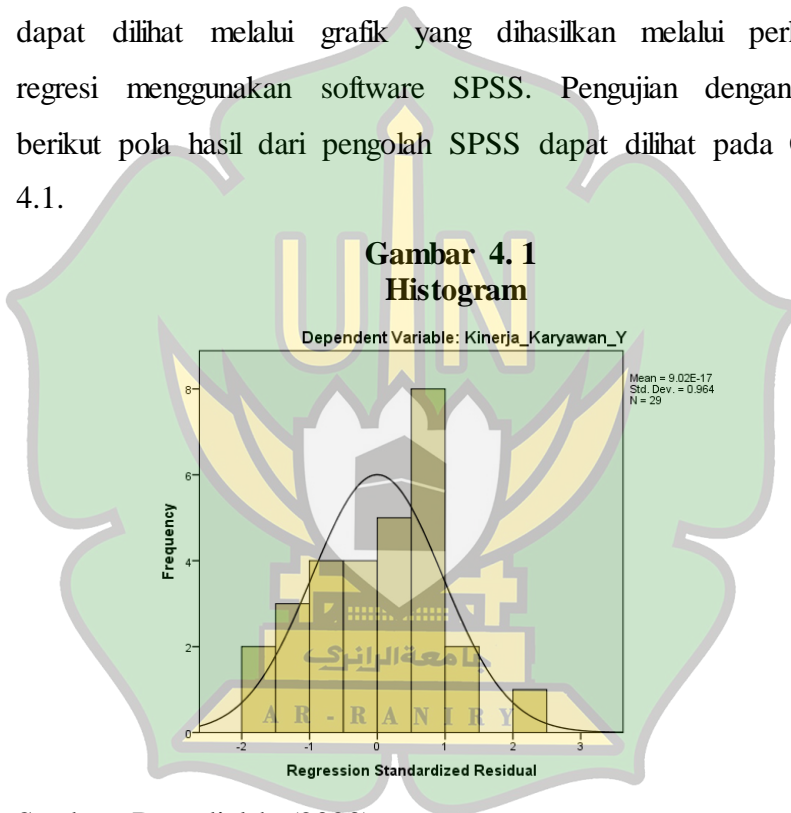 dapat dilihat melalui grafik yang dihasilkan melalui
regresi menggunakan software SPSS. Pengujian dengan
berikut pola hasil dari pengolah SPSS dapat dilihat pada
4.1.
Gambar 4. 1
Histogram
Dependent Variable: Kinerja_Karyawan_Y
Mean = 9.02E-17
Std. Dev. = 0.964
N = 29
Frequency
8
6
4
2
0
-2 -1 0 1 2 3
Regression Standardized Residual
UIN
جامعةالرانري
AR-RANIRY